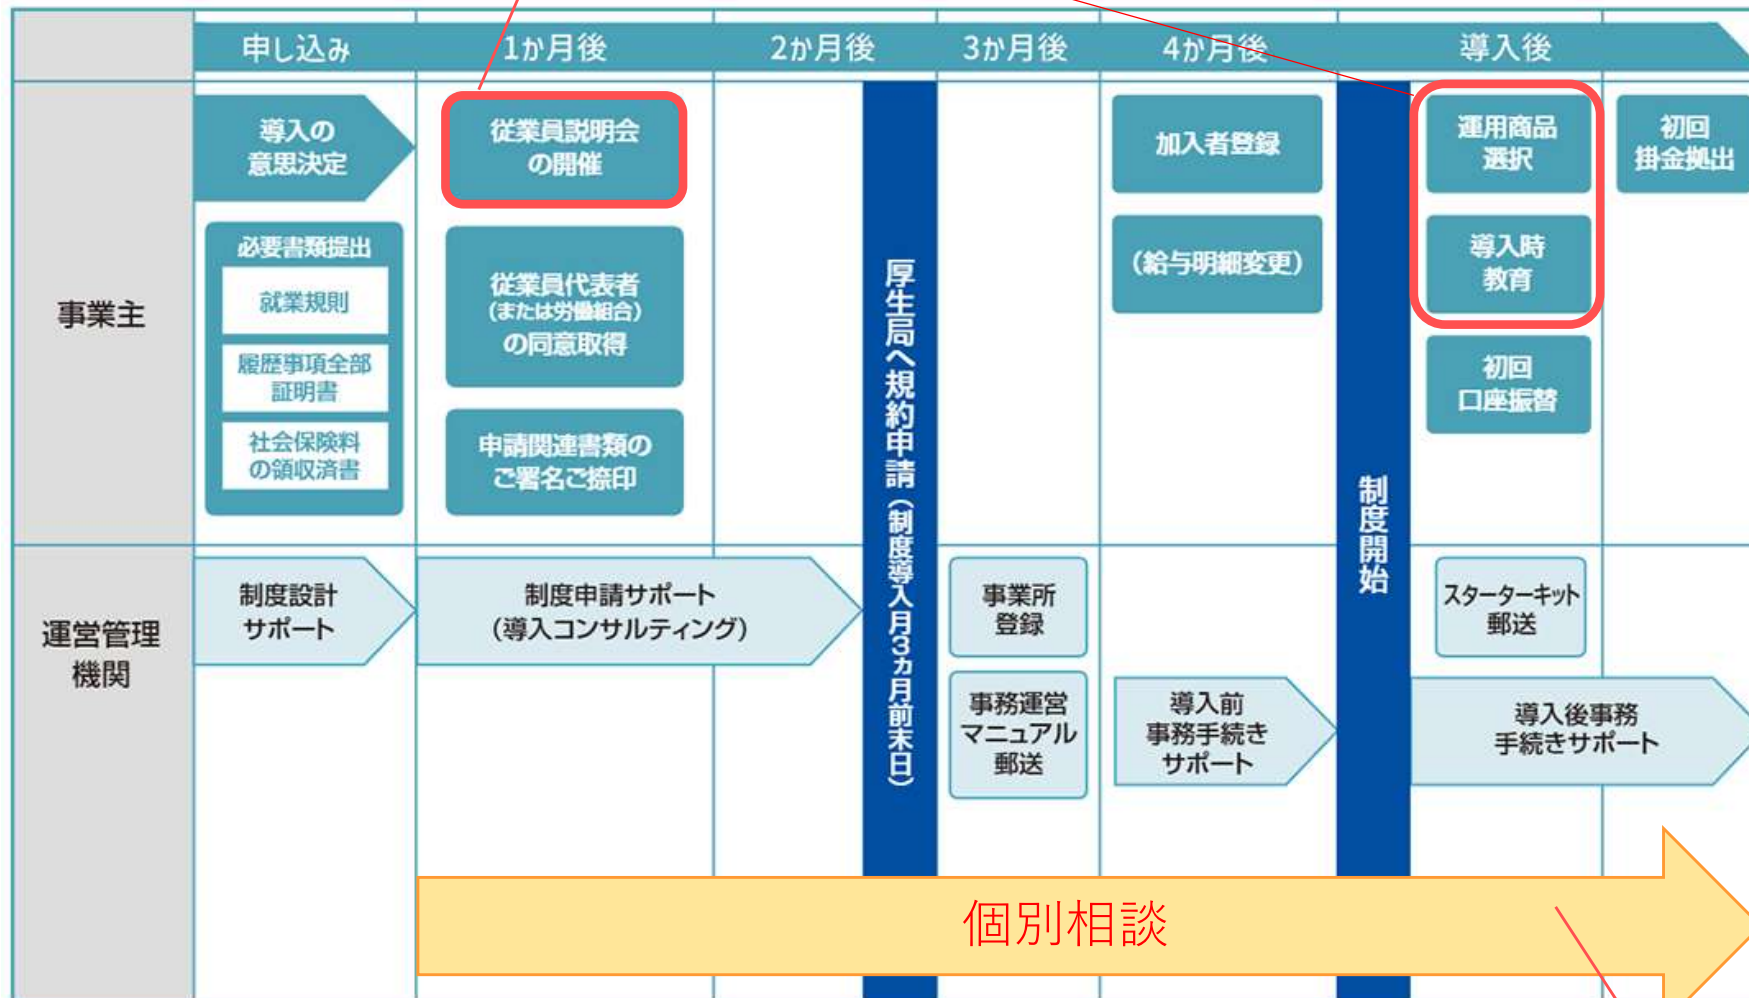 申し込み
1か月後
2か月後
3か月後
4か月後
導入後
事業主
導入の
意思決定
必要書類提出
就業規則
履歴事項全部
証明書
社会保険料
の領収済書
従業員説明会
の開催
従業員代表者
（または労働組合）
の同意取得
申請関連書類の
ご署名ご捺印
厚生局へ規約申請（制度導入月3ヵ月前末日）
加入者登録
（給与明細変更）
制度開始
運用商品
選択
導入時
教育
初回
口座振替
初回
掛金拠出
運営管理
機関
制度設計
サポート
制度申請サポート
（導入コンサルティング）
事業所
登録
事務運営
マニュアル
郵送
導入前
事務手続き
サポート
スターターキット
郵送
導入後事務
手続きサポート
個別相談